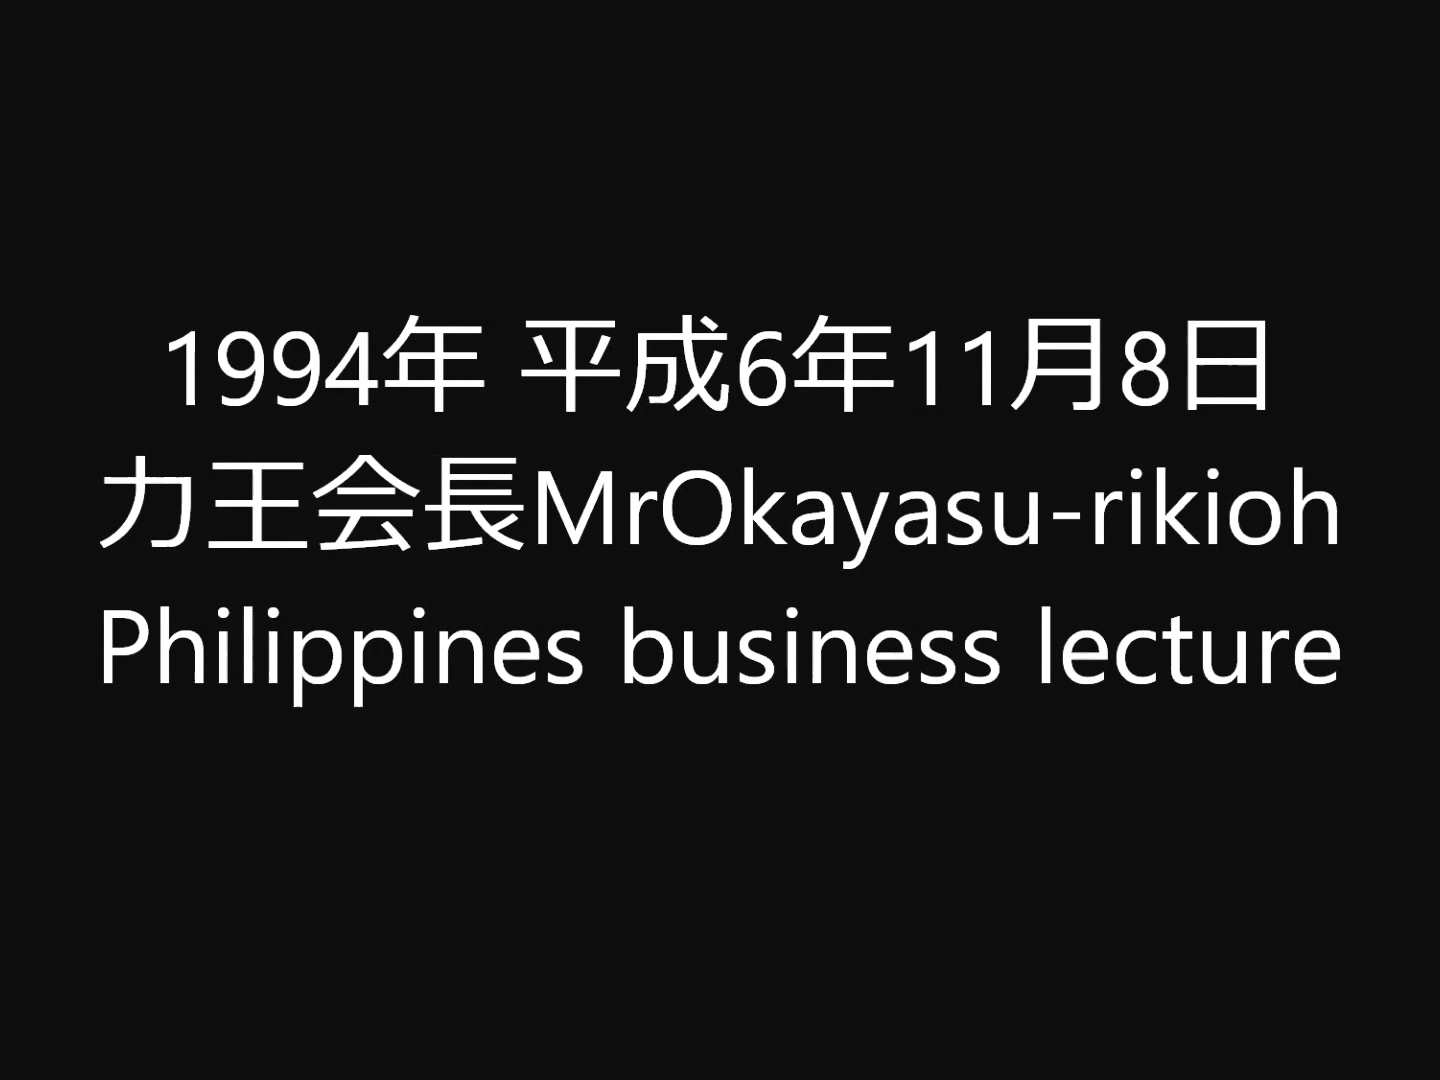 1994年 平成6年11月8日
力王会長MrOkayasu-rikioh
Philippines business lecture